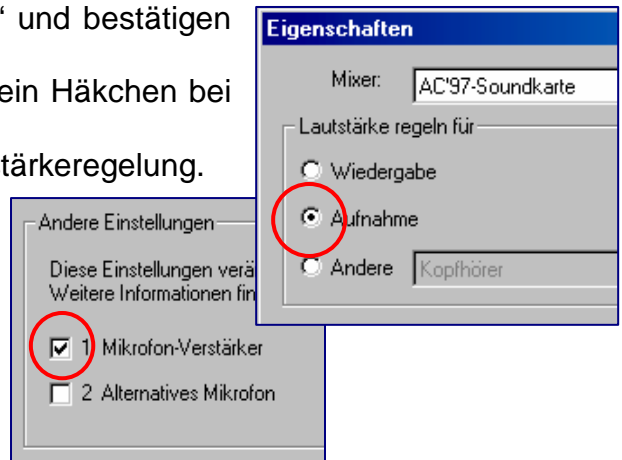 “ und bestätigen
ein Häkchen bei
stärkeregelung.
Eigenschaften
Mixer: AC'97-Soundkarte
Lautstärke regeln für
Wiedergabe
Aufnahme
Andere Kopfhörer
Andere Einstellungen
Diese Einstellungen verä
Weitere Informationen fin
1 Mikrofon-Verstärker
2 Alternatives Mikrofon